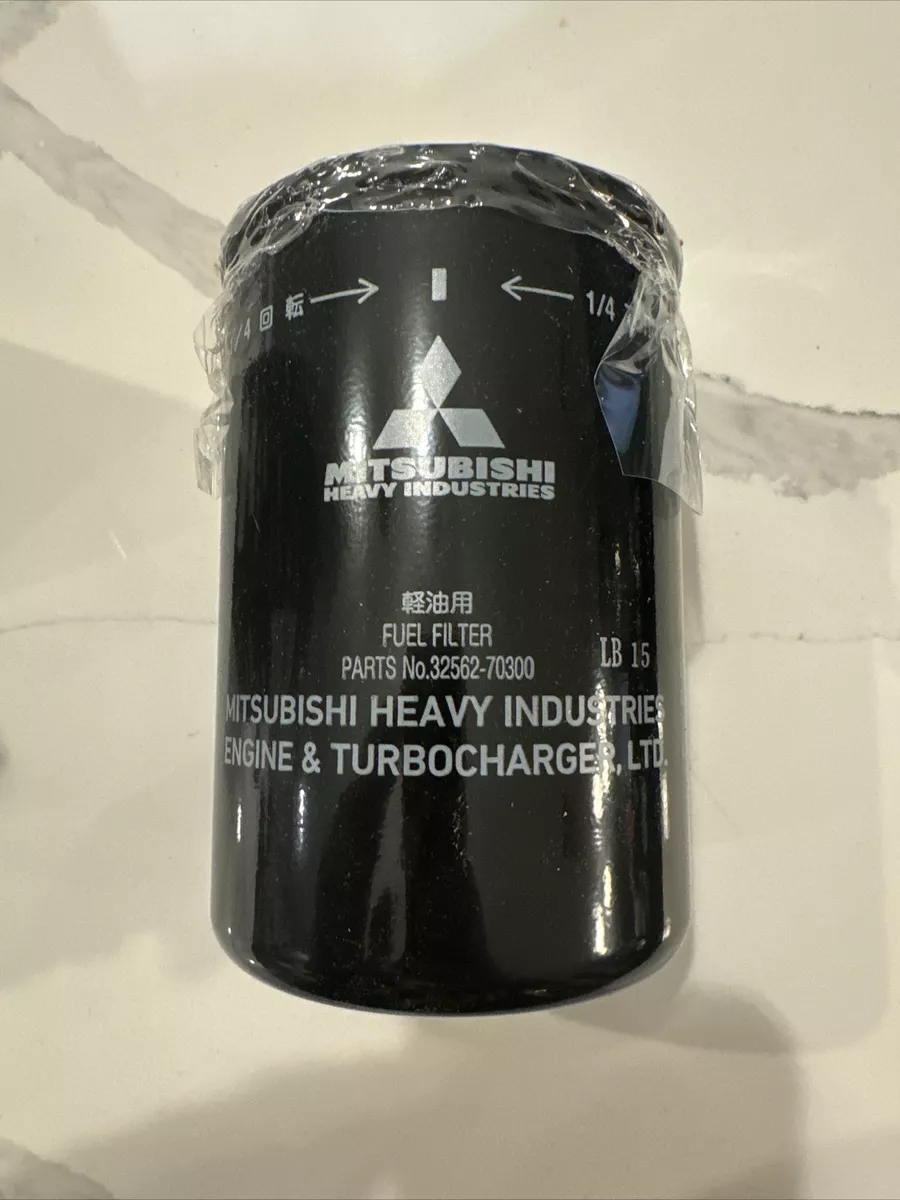 /4 回 転 → ← 1/4
MITSUBISHI
HEAVY INDUSTRIES
軽油用
FUEL FILTER
PARTS No.32562-70300
LB 15
MITSUBISHI HEAVY INDUSTRIES
ENGINE & TURBOCHARGER, LTD.